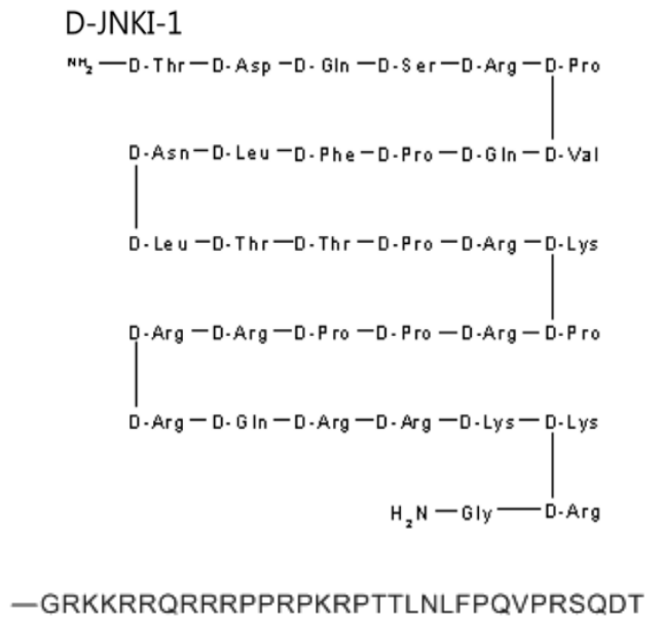 D-JNKI-1
NH2—D-Thr—D-Asp—D-Gln—D-Ser—D-Arg—D-Pro
D-Asn—D-Leu—D-Phe—D-Pro—D-Gln—D-Val
D-Leu—D-Thr—D-Thr—D-Pro—D-Arg—D-Lys
D-Arg—D-Arg—D-Pro—D-Pro—D-Arg—D-Pro
D-Arg—D-Gln—D-Arg—D-Arg—D-Lys—D-Lys
H2N—Gly—D-Arg
—GRKKRRQRRRPPRPKRPTTLNLFPQVPRSQDT